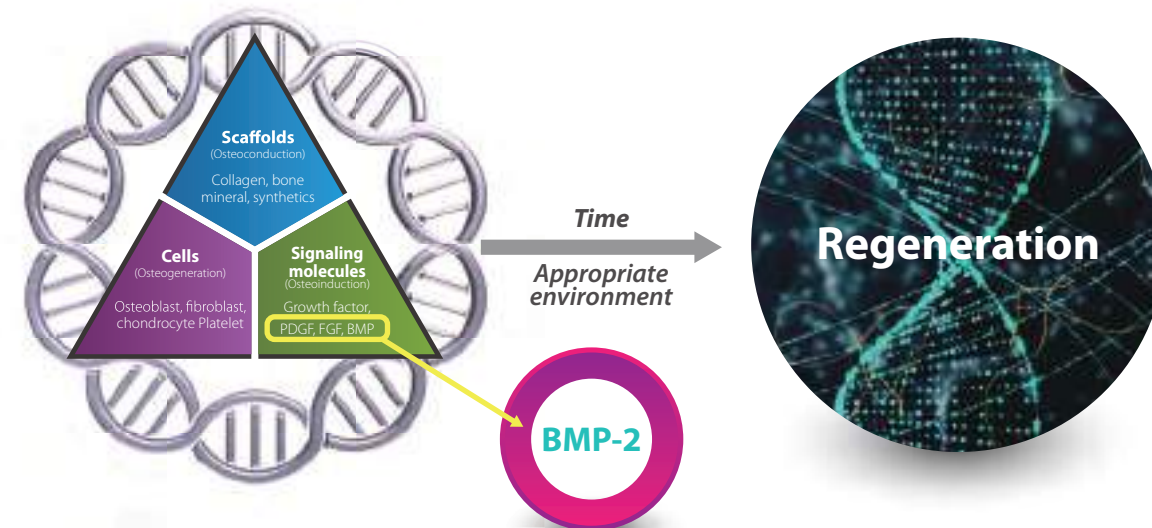 Scaffolds
(Osteoconduction)
Collagen, bone
mineral, synthetics
Cells
(Osteogeneration)
Osteoblast, fibroblast,
chondrocyte Platelet
Signaling
molecules
(Osteoinduction)
Growth factor,
PDGF, FGF, BMP
Time
Appropriate
environment
BMP-2
Regeneration